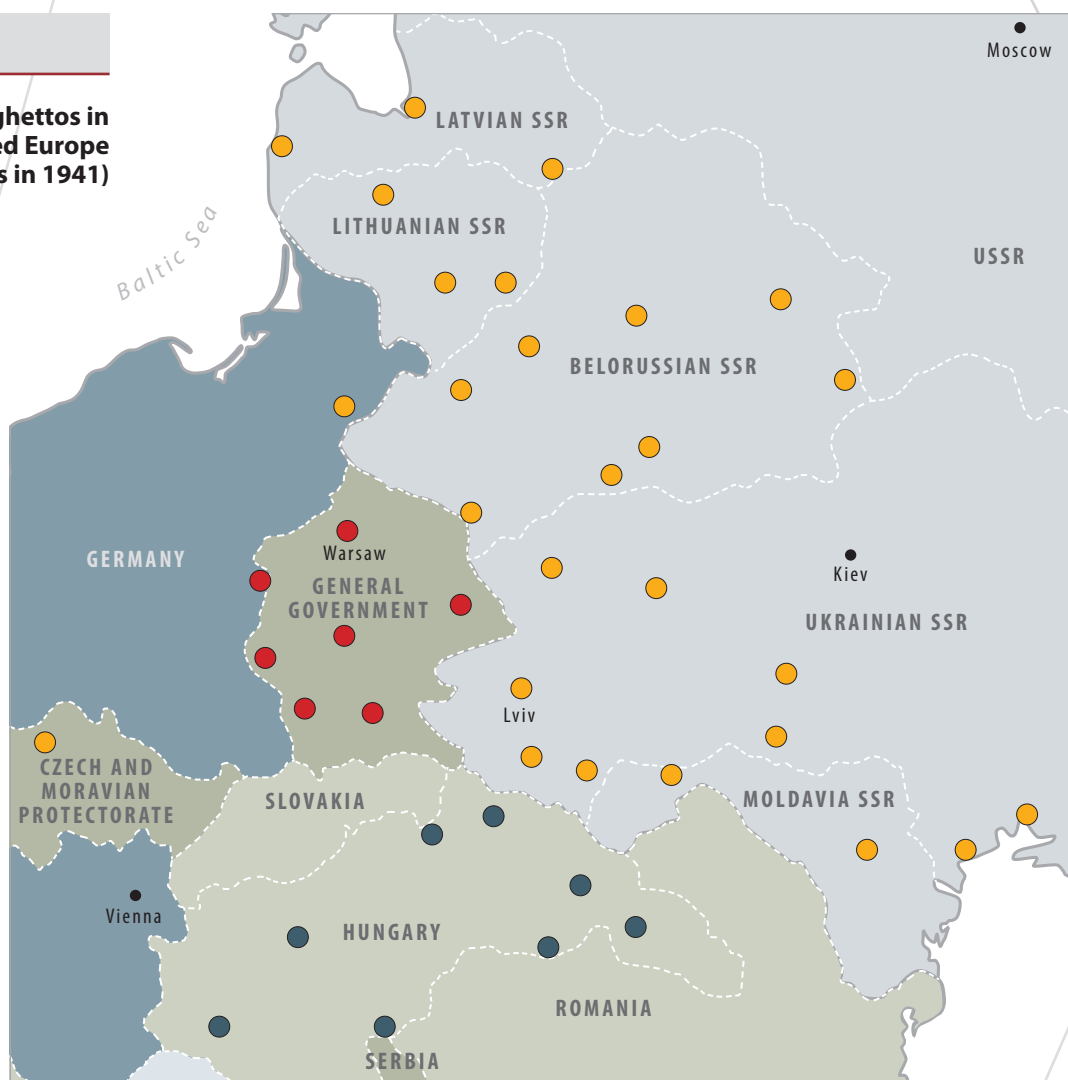 ghettos in
ed Europe
s in 1941)
Moscow
LATVIAN SSR
LITHUANIAN SSR
Baltic Sea
USSR
BELORUSSIAN SSR
GERMANY
Warsaw
GENERAL
GOVERNMENT
Kiev
UKRAINIAN SSR
Lviv
CZECH AND
MORAVIAN
PROTECTORATE
SLOVAKIA
MOLDAVIA SSR
Vienna
HUNGARY
ROMANIA
SERBIA